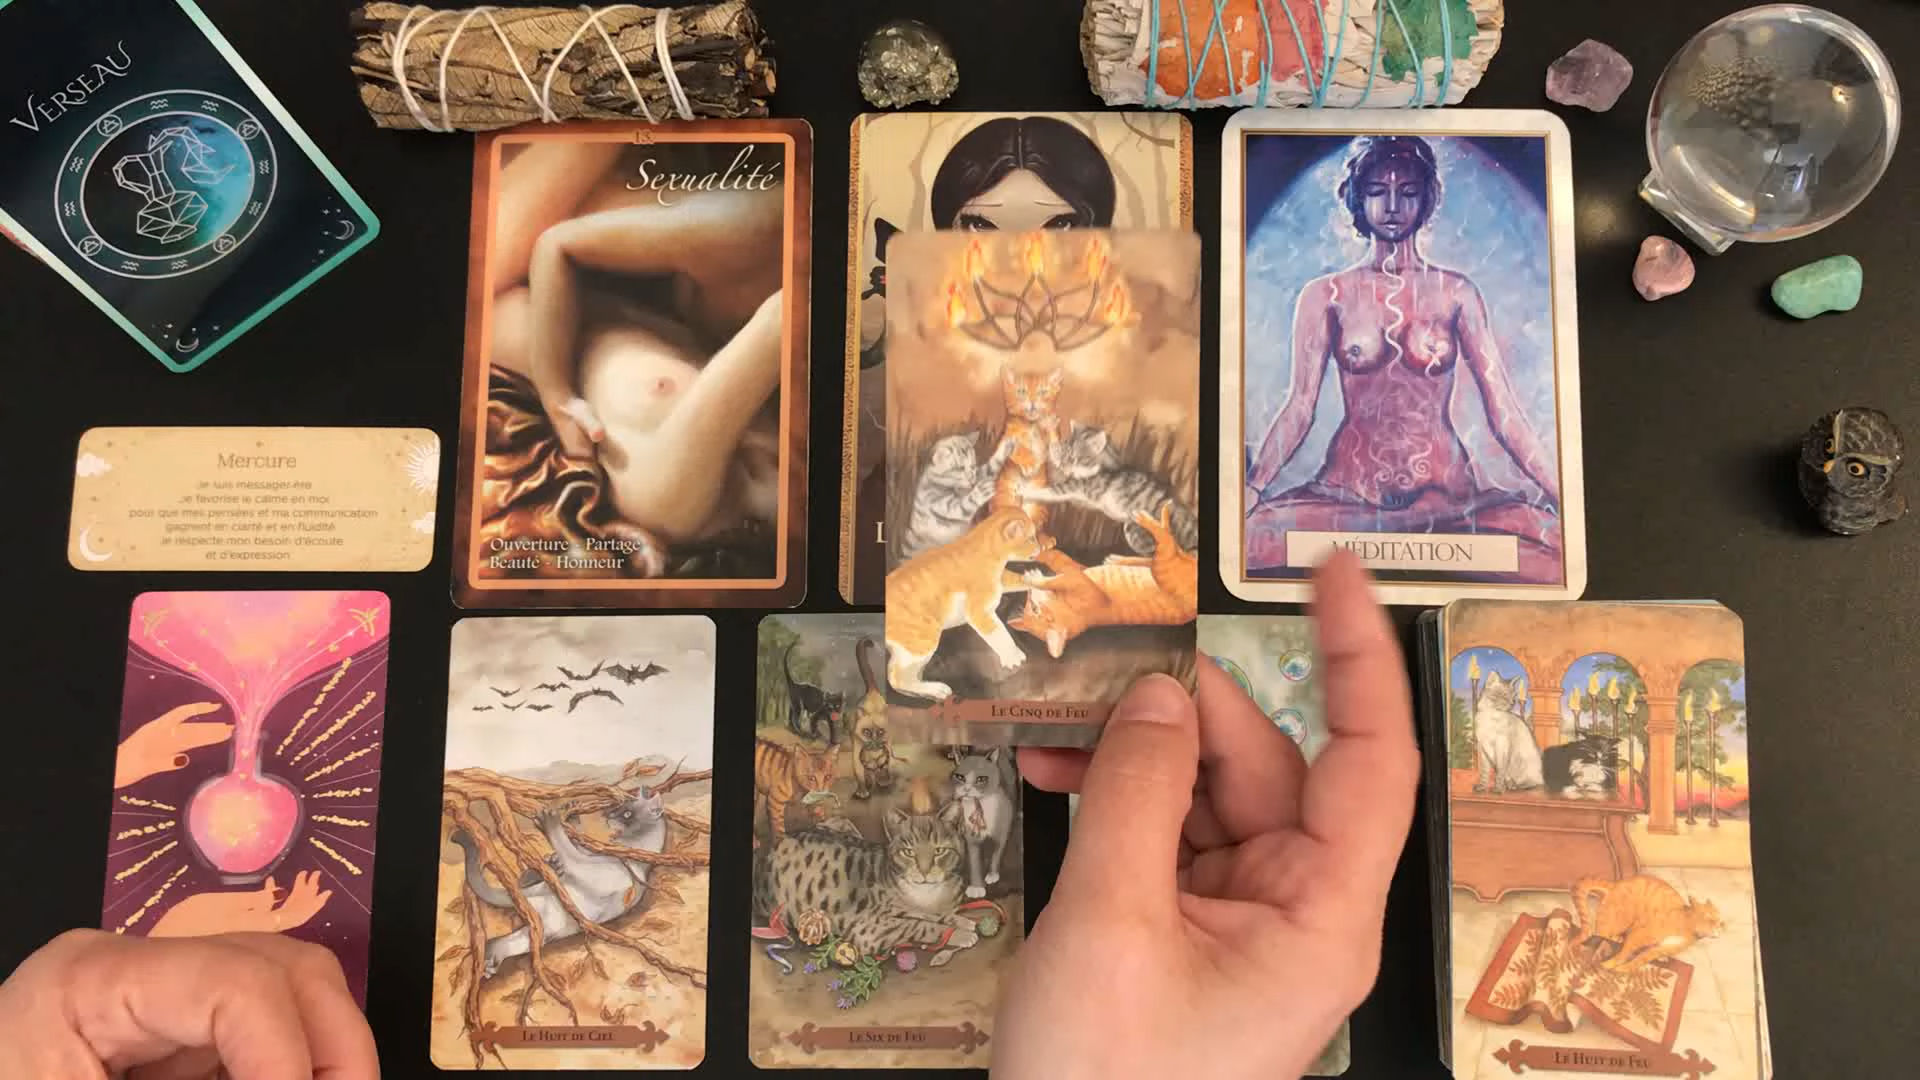 VERSEAU
13
Sexualité
Ouverture - Partage
Beauté - Honneur
MÉDITATION
Mercure
Je suis messager·ère
Je favorise le calme en moi
pour que mes pensées et ma communication
gagnent en clarté et en fluidité
Je respecte mon besoin d'écoute
et d'expression
LE CINQ DE FEU
LE HUIT DE CIEL
LE SIX DE FEU
LE HUIT DE FEU